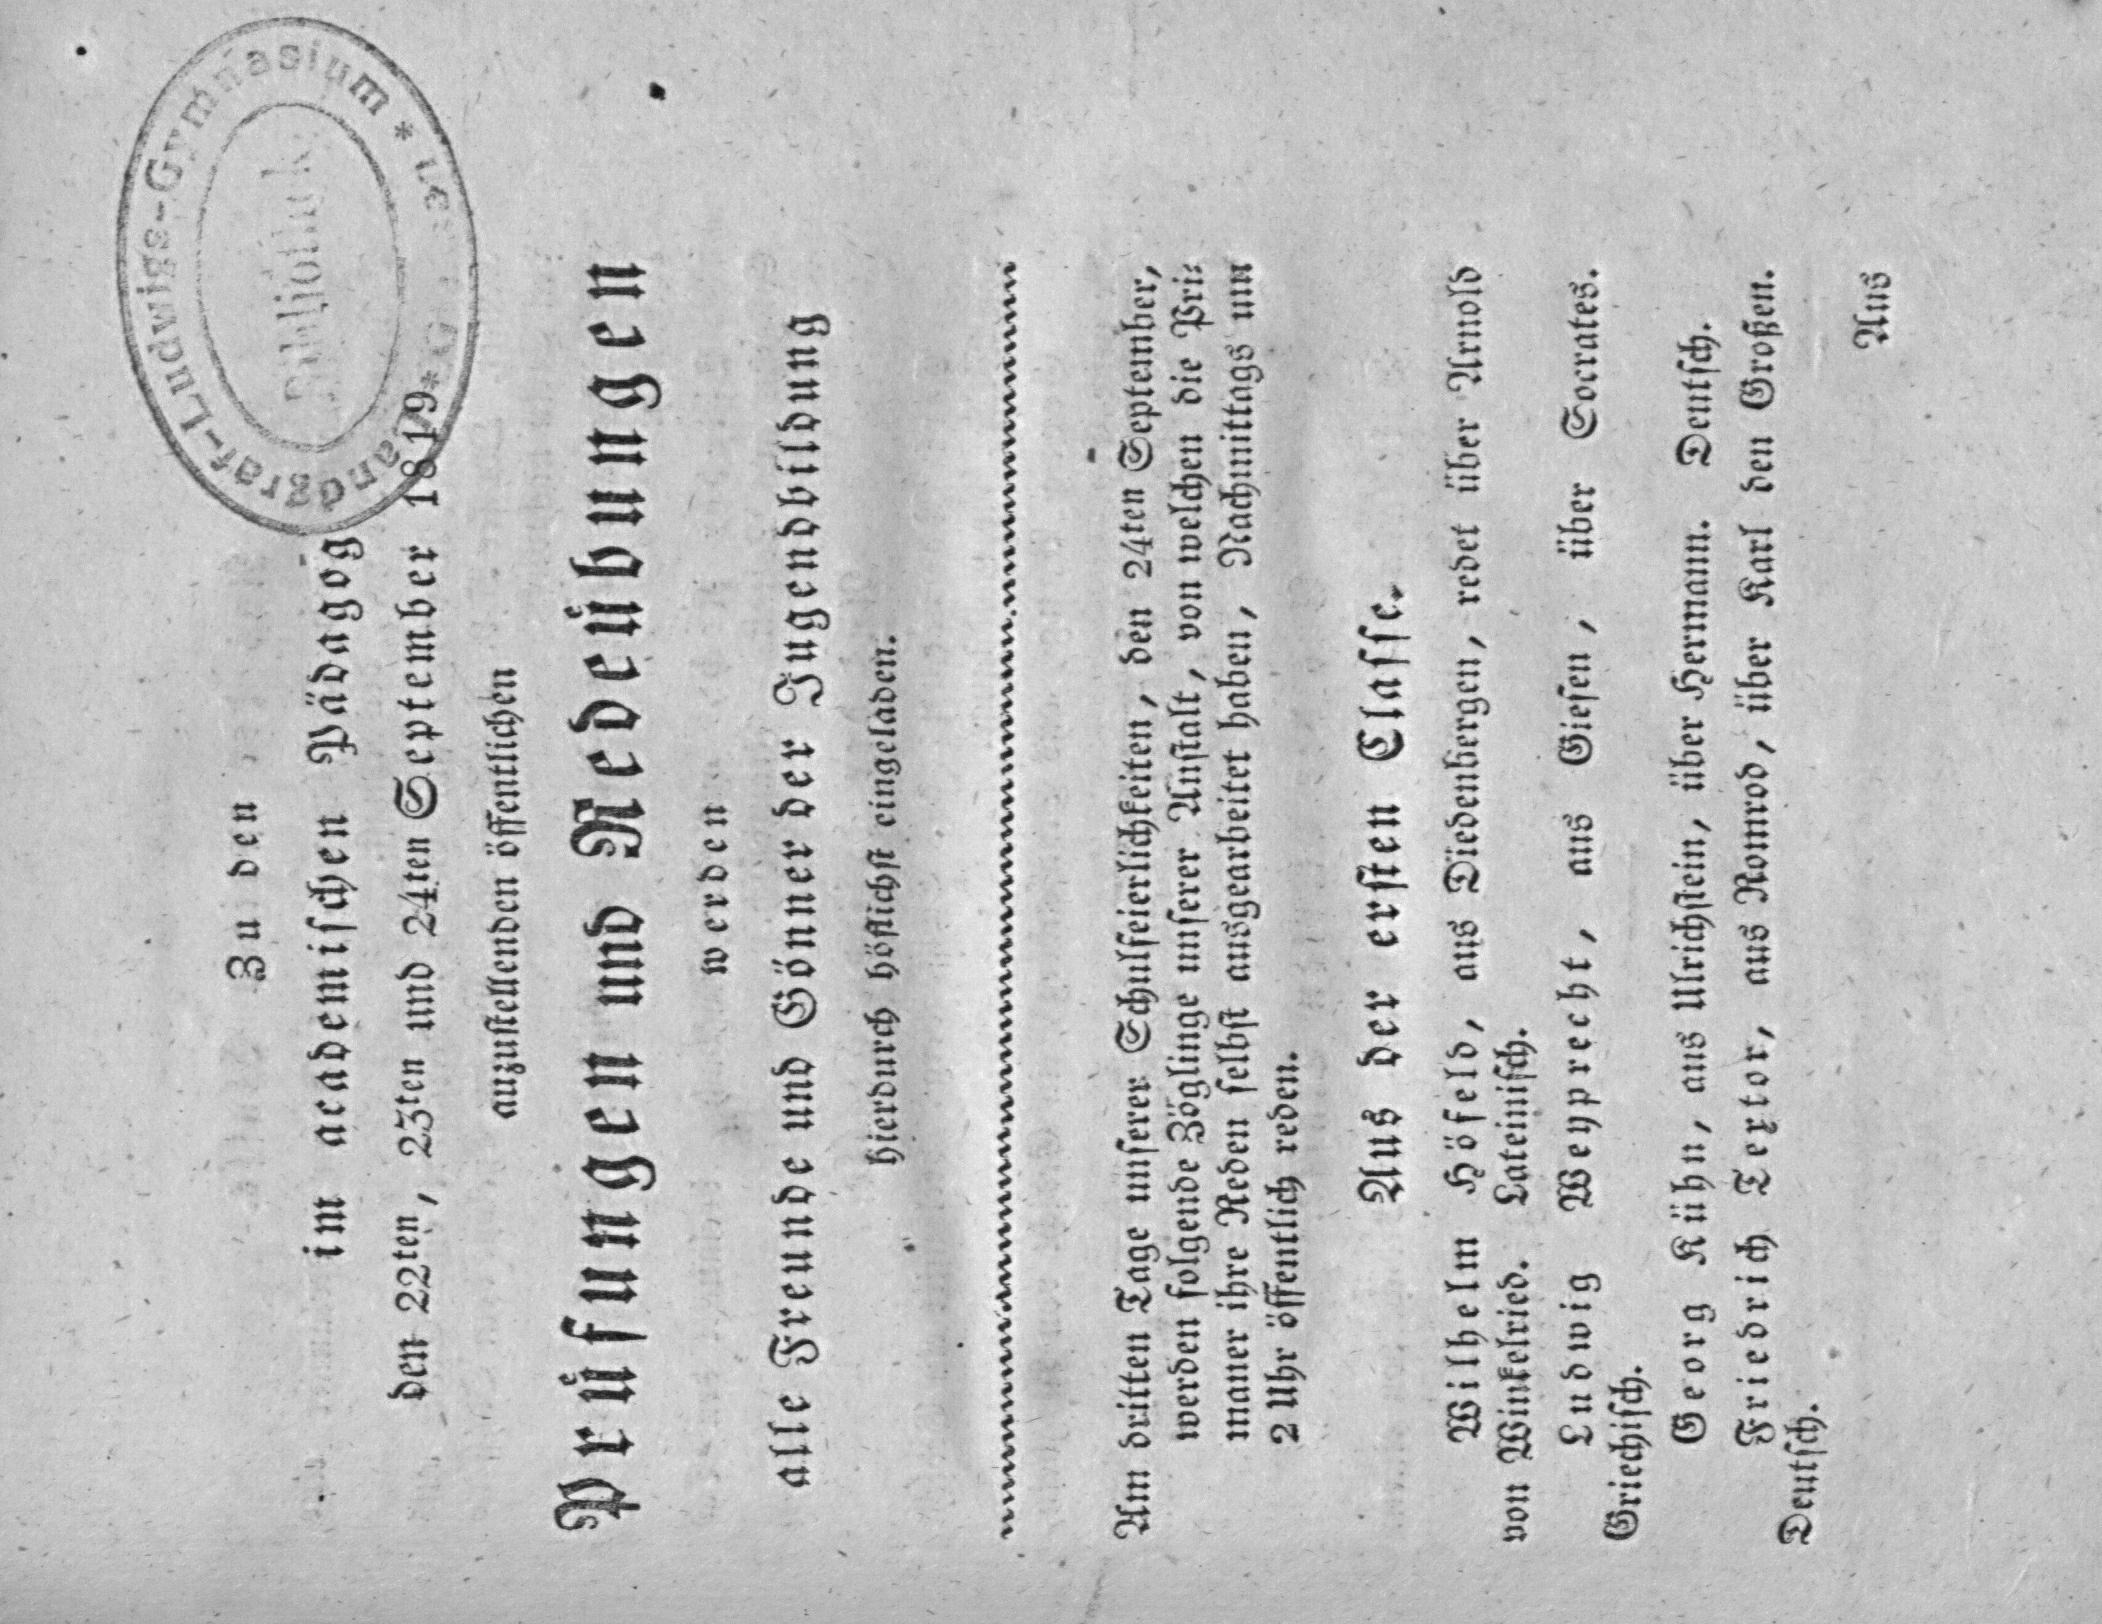 Zu den
im academischen Pädagog
den 22ten, 23ten und 24ten September 1819
anzustellenden öffentlichen
Prüfungen und Redeübungen
werden
alle Freunde und Gönner der Jugendbildung
hierdurch höflichst eingeladen.
Am dritten Tage unserer Schulfeierlichkeiten, den 24ten September,
werden folgende Zöglinge unserer Anstalt, von welchen die Pri-
maner ihre Reden selbst ausgearbeitet haben, Nachmittags um
2 Uhr öffentlich reden.
Aus der ersten Classe.
Wilhelm Höfeld, aus Diedenbergen, redet über Arnold
von Winkelried. Lateinisch.
Ludwig Weyprecht, aus Giesen, über Socrates.
Griechisch.
Georg Kühn, aus Ulrichstein, über Hermann. Deutsch.
Friedrich Textor, aus Romrod, über Karl den Großen.
Deutsch.
Aus
Landgraf-Ludwigs-Gymnasium
Bibliothek